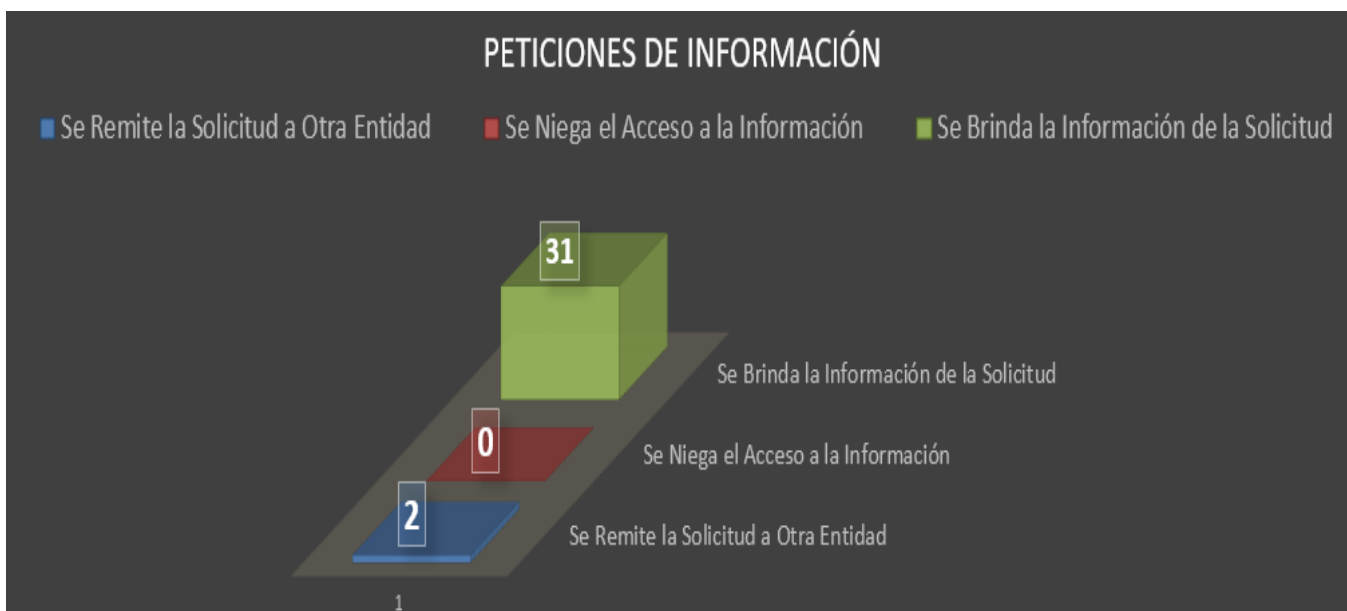 PETICIONES DE INFORMACIÓN
Se Remite la Solicitud a Otra Entidad
Se Niega el Acceso a la Información
Se Brinda la Información de la Solicitud
31
Se Brinda la Información de la Solicitud
0
Se Niega el Acceso a la Información
2
Se Remite la Solicitud a Otra Entidad
1